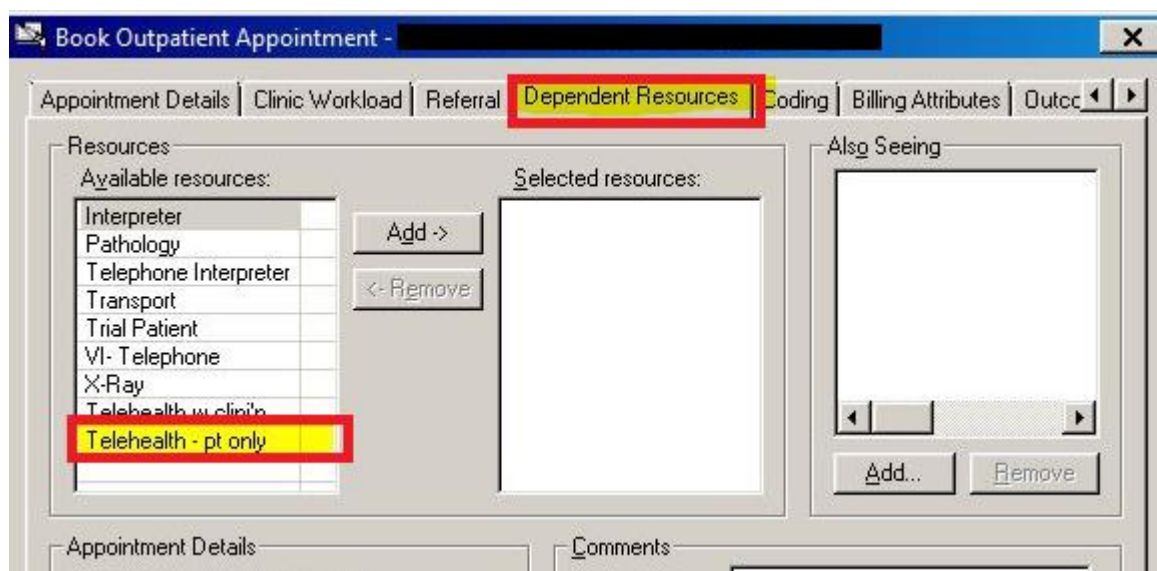 Book Outpatient Appointment -
Appointment Details Clinic Workload Referral Dependent Resources Coding Billing Attributes
Resources
Available resources:
Interpreter
Pathology
Telephone Interpreter
Transport
Trial Patient
VI- Telephone
X-Ray
Telehealth w clini'n
Telehealth - pt only
Add ->
<- Remove
Selected resources:
Also Seeing
Add... Remove
Appointment Details
Comments